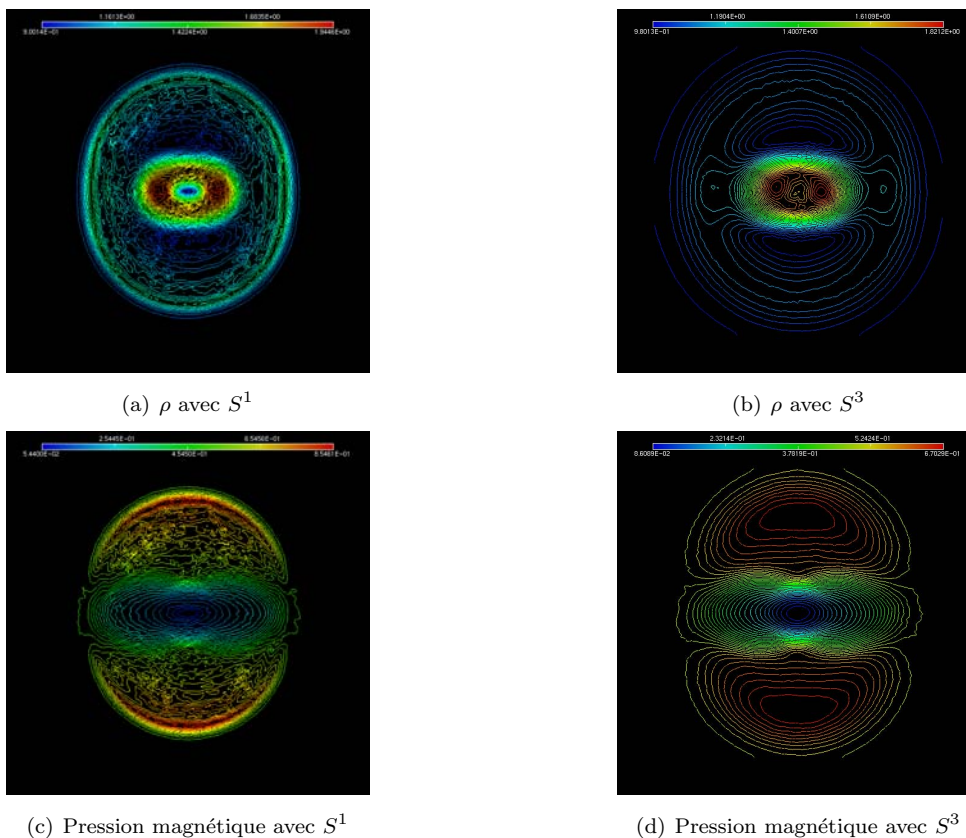 1.1613E+00 1.6835E+00
9.0014E-01 1.4224E+00 1.9446E+00
1.1904E+00 1.6109E+00
9.8013E-01 1.4007E+00 1.8212E+00
(a) ρ avec S¹
(b) ρ avec S³
2.5445E-01 6.5456E-01
5.4400E-02 4.5450E-01 8.5461E-01
2.3214E-01 5.2424E-01
8.6089E-02 3.7819E-01 6.7029E-01
(c) Pression magnétique avec S¹
(d) Pression magnétique avec S³